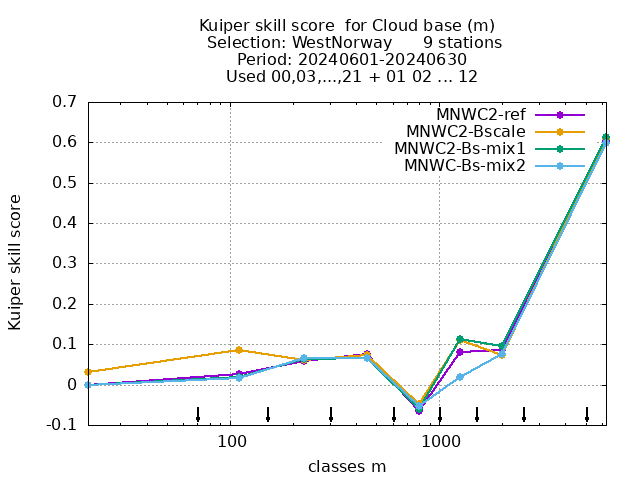 Kuiper skill score  for Cloud base (m)
Selection: WestNorway      9 stations
Period: 20240601-20240630
Used 00,03,...,21 + 01 02 ... 12
MNWC2-ref
MNWC2-Bscale
MNWC2-Bs-mix1
MNWC-Bs-mix2
Kuiper skill score
0.7
0.6
0.5
0.4
0.3
0.2
0.1
0
-0.1
100
1000
classes m